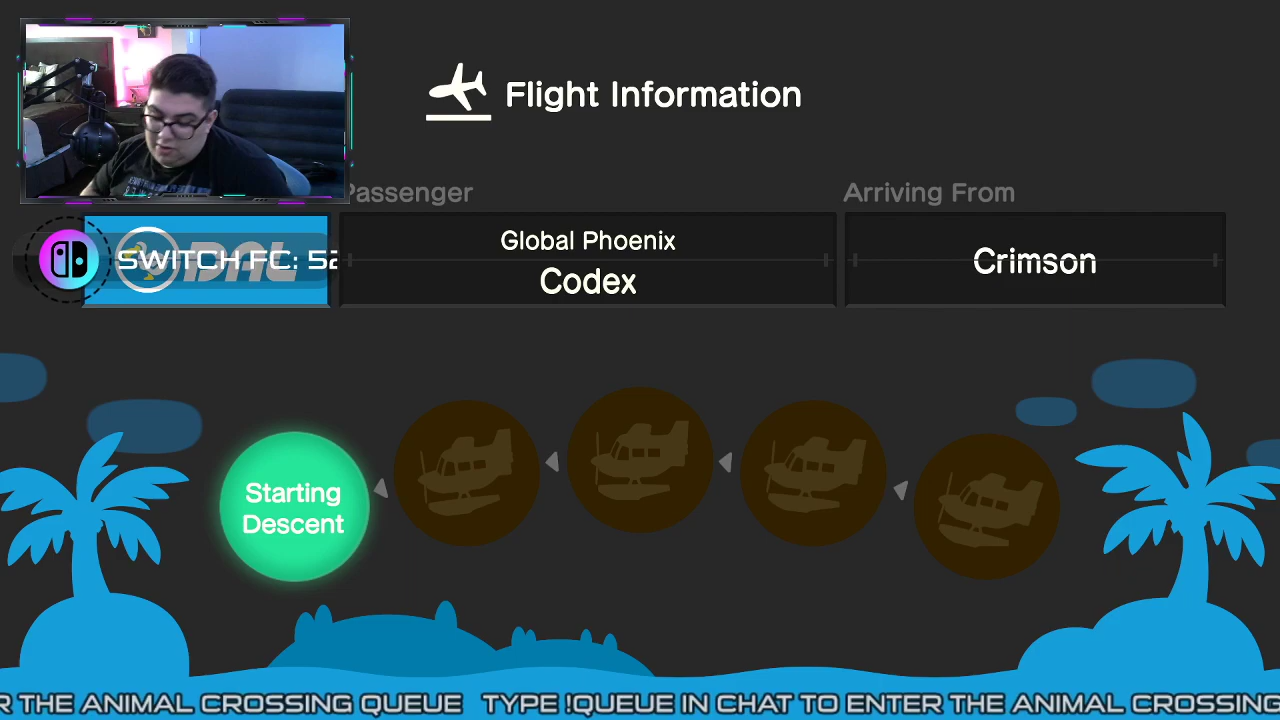 Flight Information
Passenger
Arriving From
SWITCH FC: 52
DAL
Global Phoenix
Codex
Crimson
Starting
Descent
R THE ANIMAL CROSSING QUEUE TYPE !QUEUE IN CHAT TO ENTER THE ANIMAL CROSSING